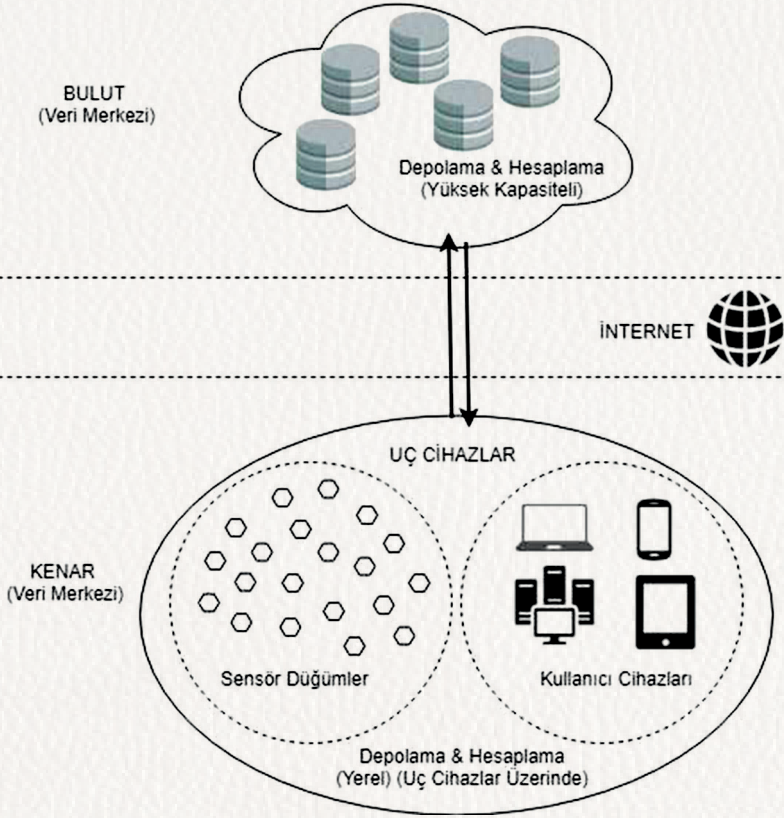 BULUT
(Veri Merkezi)
Depolama & Hesaplama
(Yüksek Kapasiteli)
İNTERNET
UÇ CİHAZLAR
KENAR
(Veri Merkezi)
Sensör Düğümler
Kullanıcı Cihazları
Depolama & Hesaplama
(Yerel) (Uç Cihazlar Üzerinde)